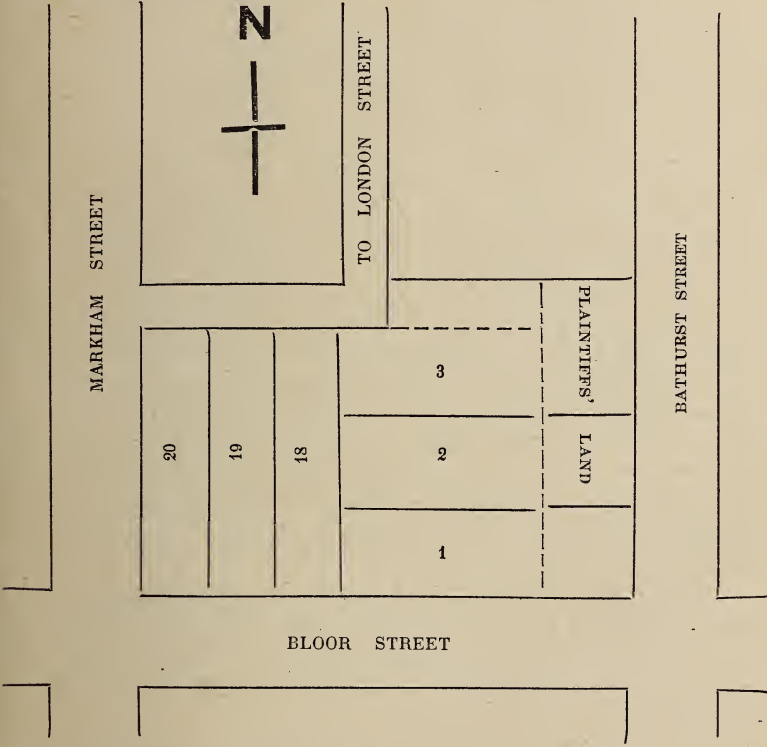 N
TO LONDON STREET
MARKHAM STREET
PLAINTIFFS' LAND
BATHURST STREET
3
20
19
18
2
1
BLOOR STREET